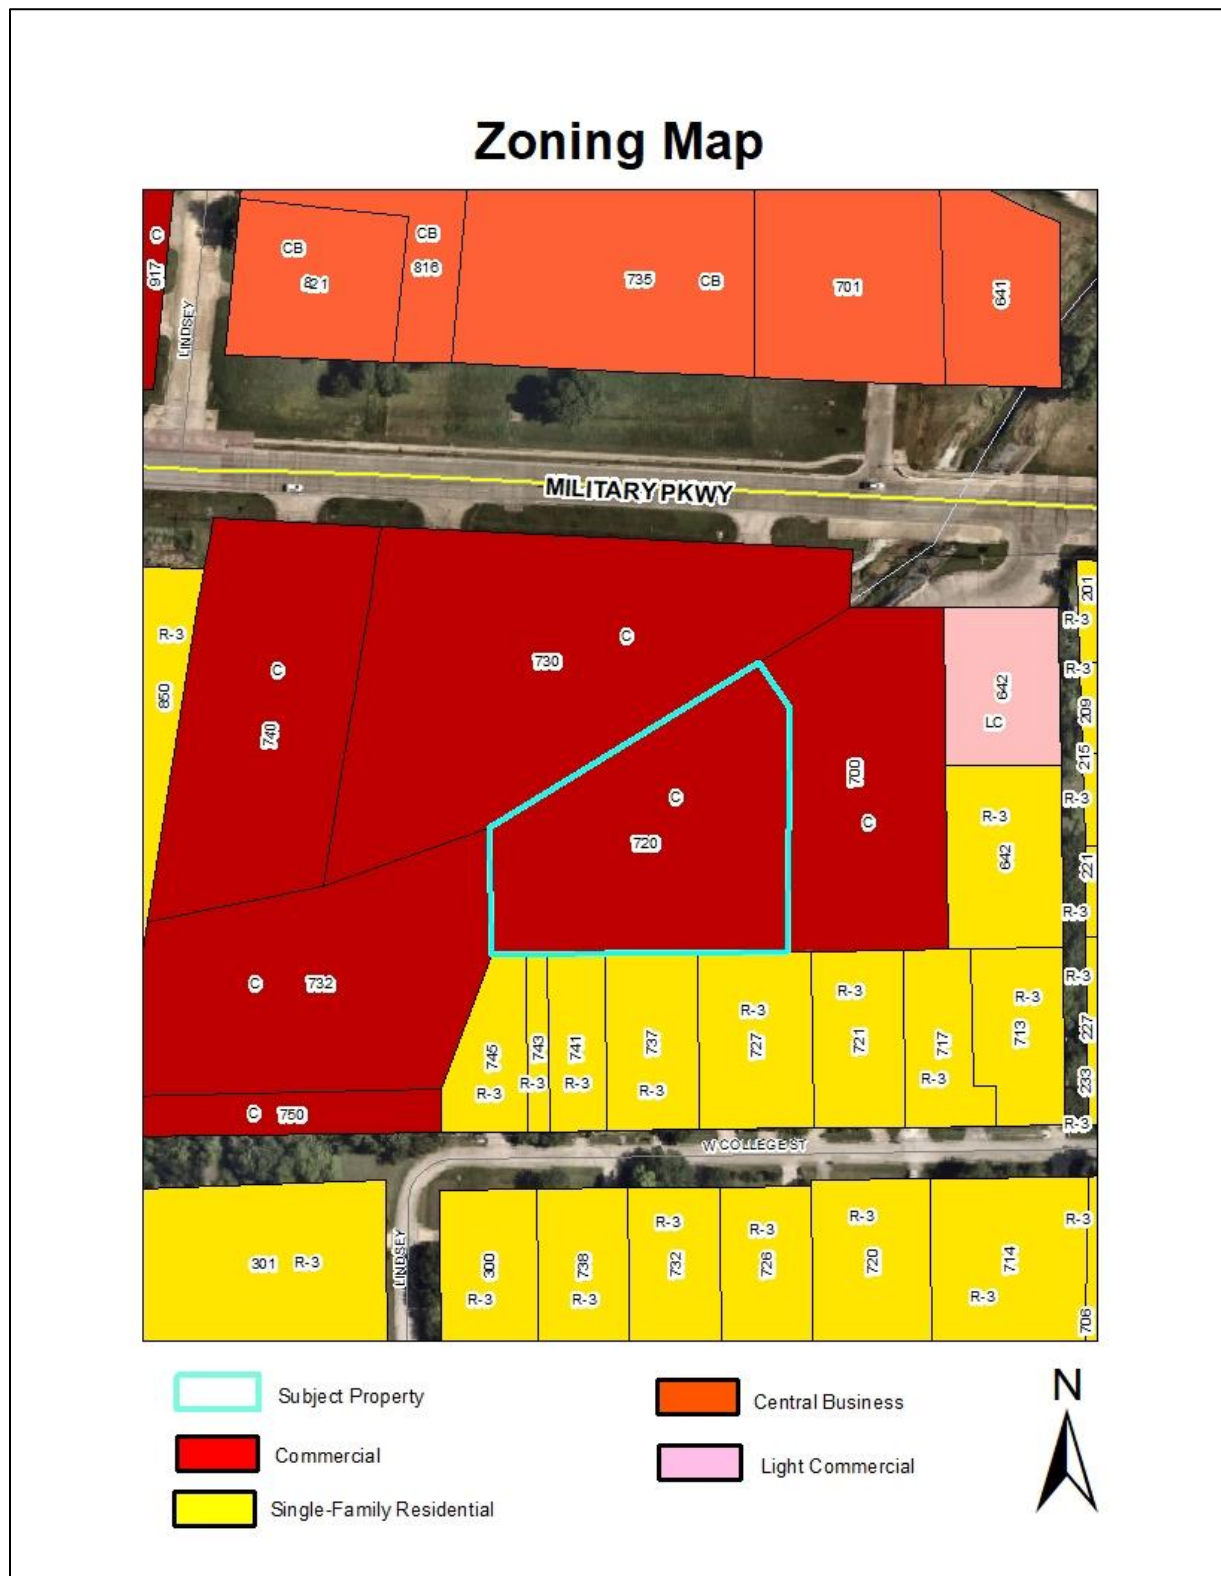 Zoning Map
C
917
LINDSEY
CB
821
CB
816
735
CB
701
641
MILITARY PKWY
R-3
850
C
740
730
C
C
720
700
C
642
LC
R-3
642
201
R-3
R-3
209
215
R-3
221
R-3
R-3
227
233
R-3
C
732
C
750
745
R-3
743
R-3
741
R-3
737
R-3
R-3
727
R-3
721
717
R-3
R-3
713
W COLLEGE ST
301
R-3
LINDSEY
300
R-3
738
R-3
R-3
732
R-3
726
R-3
720
714
R-3
R-3
706
Subject Property
Commercial
Single-Family Residential
Central Business
Light Commercial
N